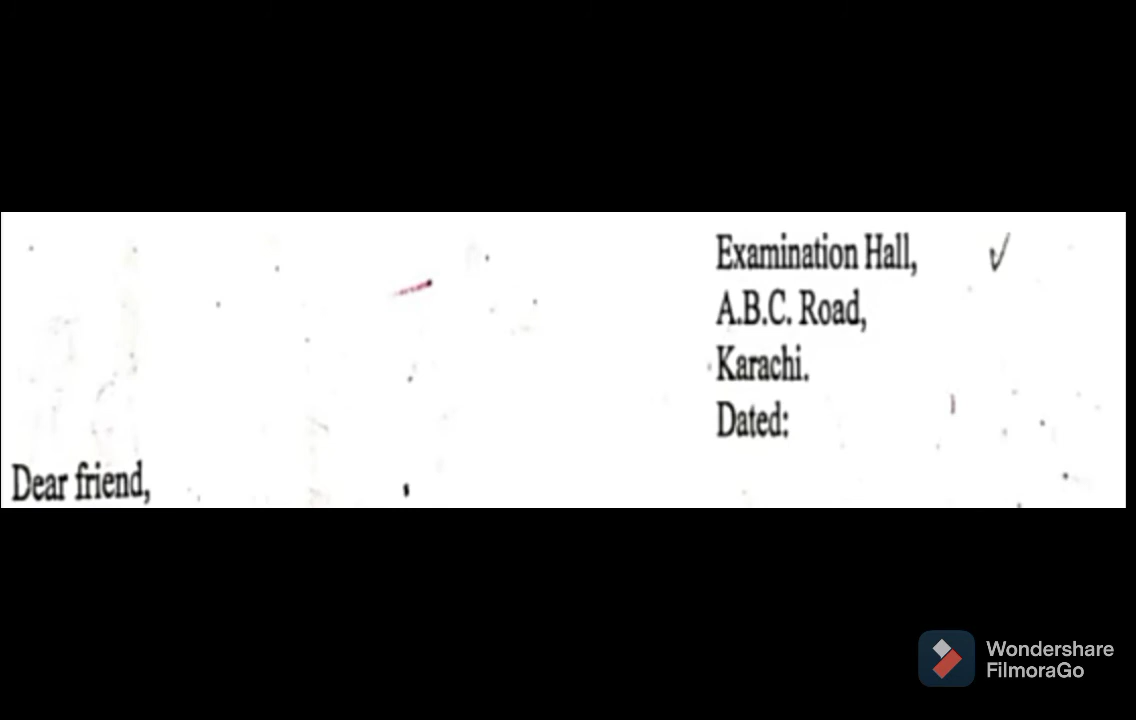 Examination Hall,
A.B.C. Road,
Karachi.
Dated:
Dear friend,
Wondershare
FilmoraGo